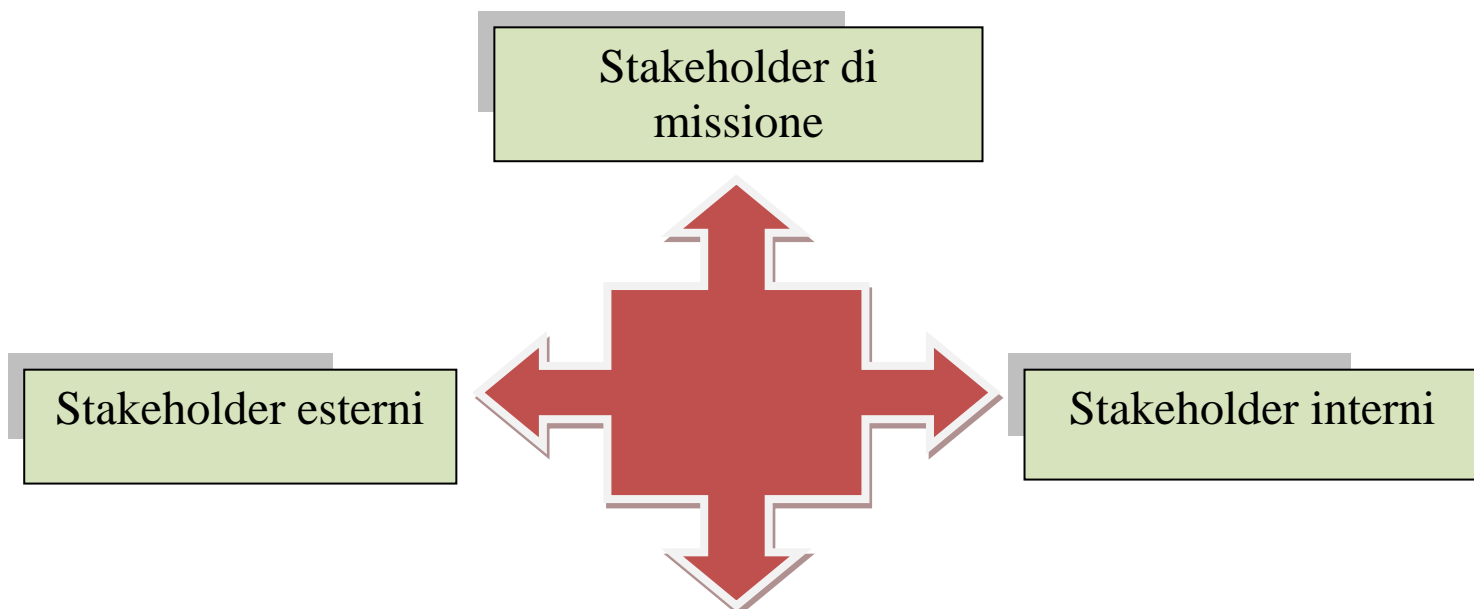 Stakeholder di
missione
Stakeholder esterni
Stakeholder interni